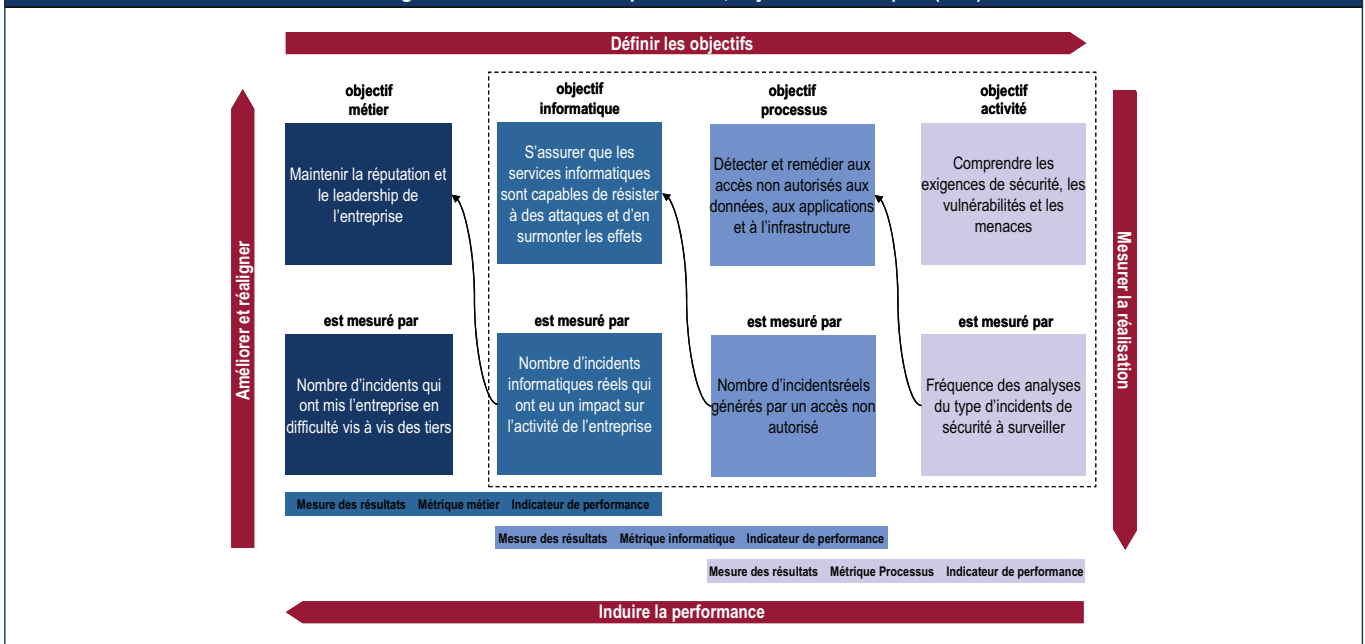 Définir les objectifs
objectif
métier
objectif
informatique
objectif
processus
objectif
activité
Maintenir la réputation et
le leadership de
l'entreprise
S'assurer que les
services informatiques
sont capables de résister
à des attaques et d'en
surmonter les effets
Détecter et remédier aux
accès non autorisés aux
données, aux applications
et à l'infrastructure
Comprendre les
exigences de sécurité, les
vulnérabilités et les
menaces
Améliorer et réaligner
Mesurer la réalisation
est mesuré par
est mesuré par
est mesuré par
est mesuré par
Nombre d'incidents qui
ont mis l'entreprise en
difficulté vis à vis des tiers
Nombre d'incidents
informatiques réels qui
ont eu un impact sur
l'activité de l'entreprise
Nombre d'incidentsréels
générés par un accès non
autorisé
Fréquence des analyses
du type d'incidents de
sécurité à surveiller
Mesure des résultats Métrique métier Indicateur de performance
Mesure des résultats Métrique informatique Indicateur de performance
Mesure des résultats Métrique Processus Indicateur de performance
Induire la performance